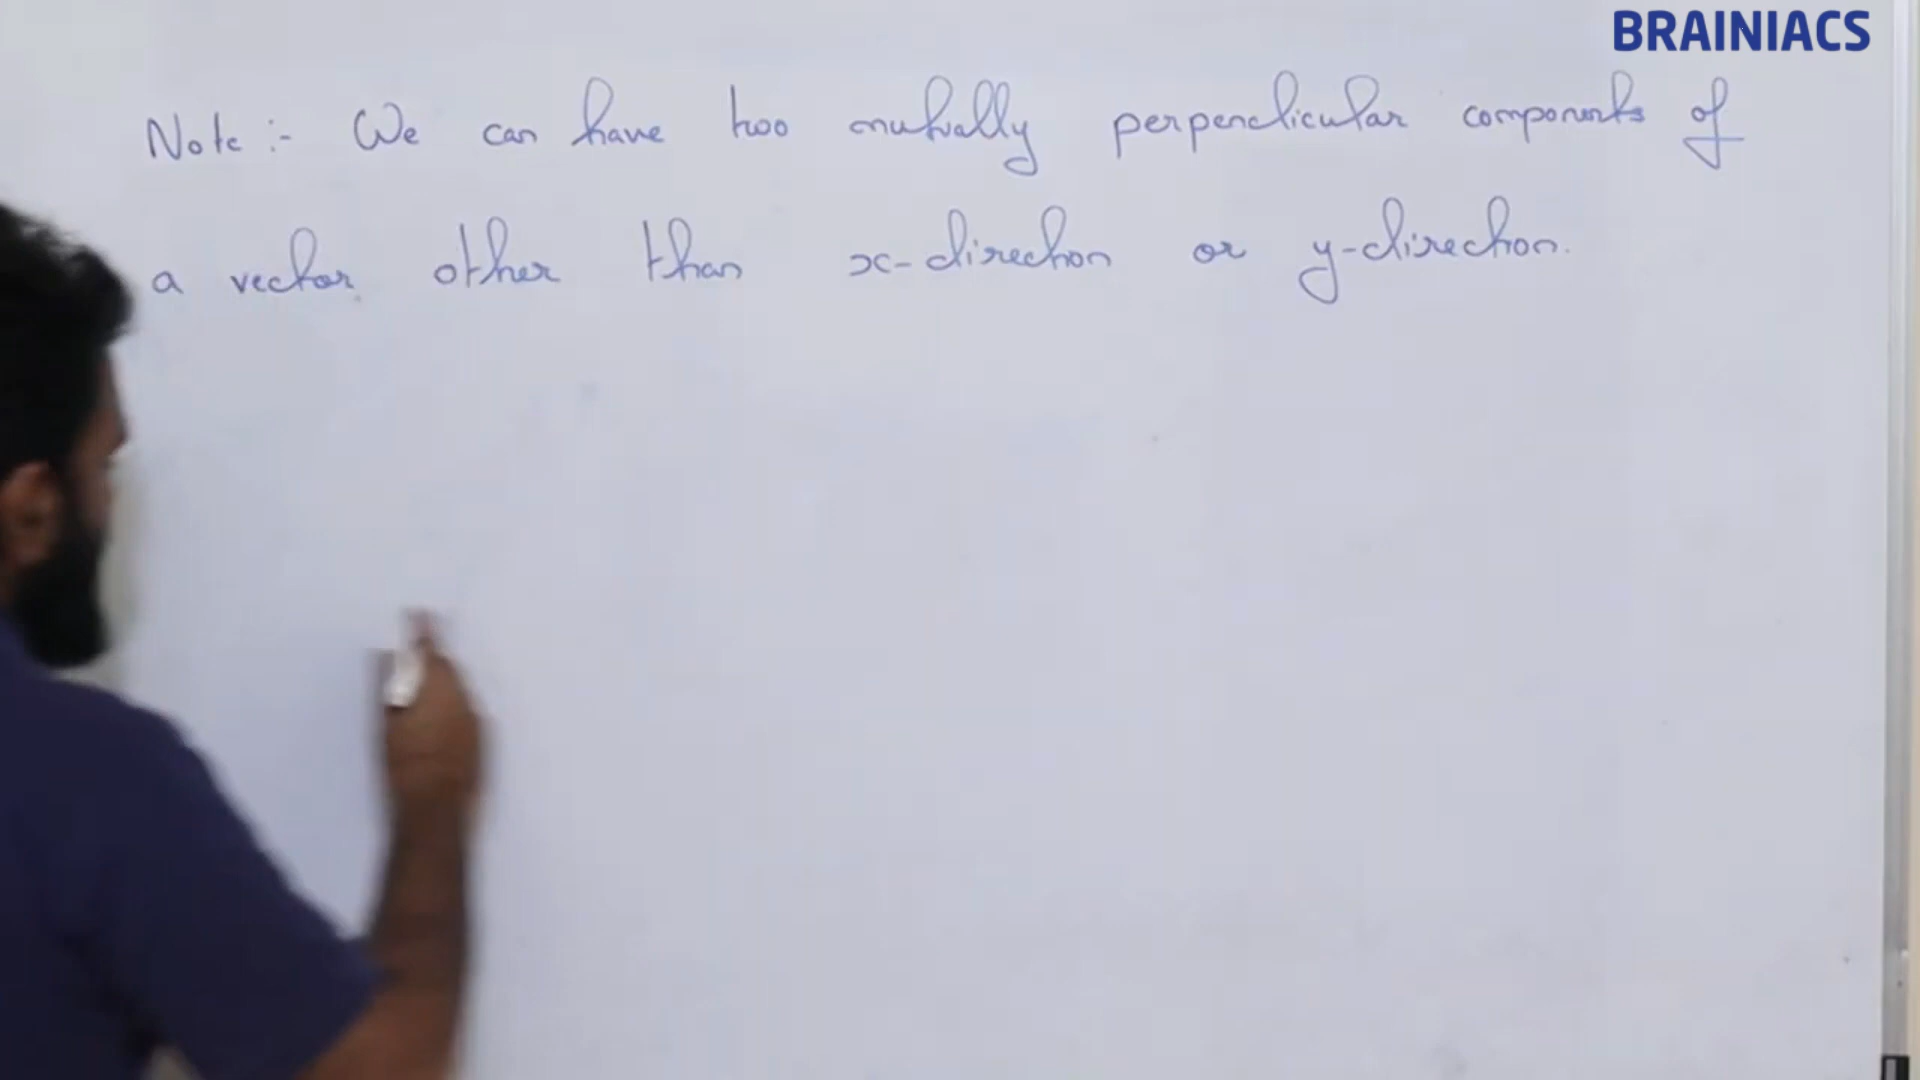 BRAINIACS
Note :- We can have two mutually perpendicular components of
a vector other than x-direction or y-direction.